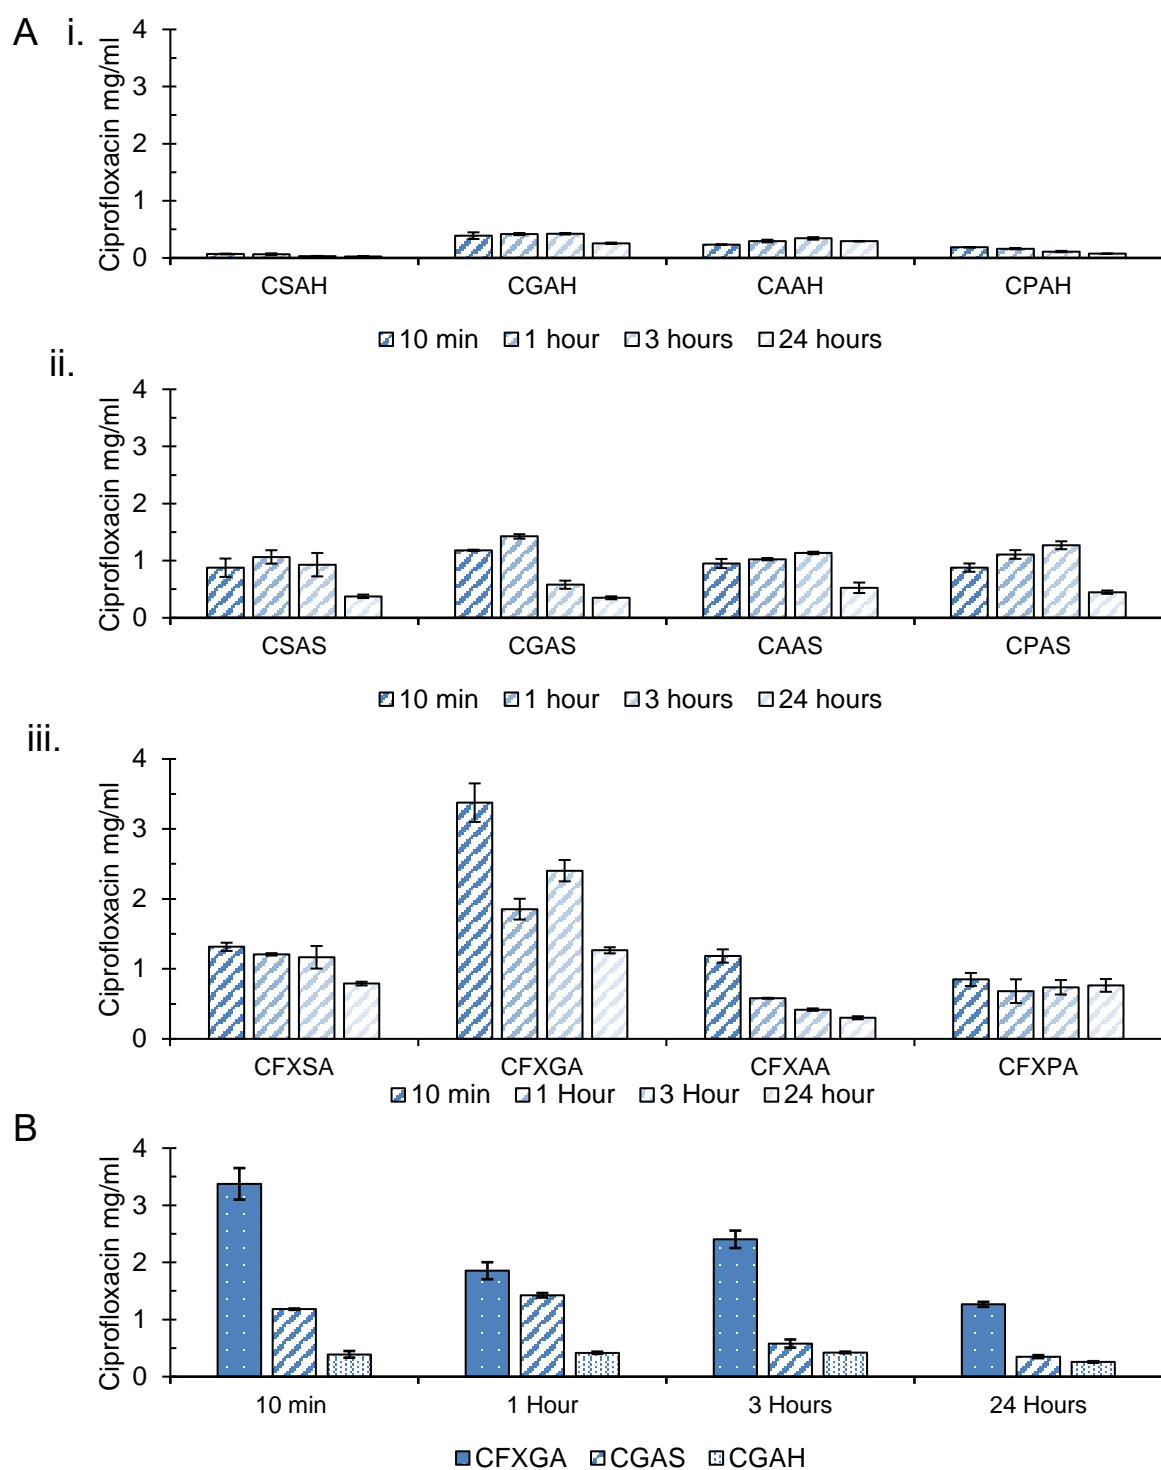 A i.
Ciprofloxacin mg/ml
4
3
2
1
0
CSAH CGAH CAAH CPAH
10 min 1 hour 3 hours 24 hours
ii.
Ciprofloxacin mg/ml
4
3
2
1
0
CSAS CGAS CAAS CPAS
10 min 1 hour 3 hours 24 hours
iii.
Ciprofloxacin mg/ml
4
3
2
1
0
CFXSA CFXGA CFXAA CFXPA
10 min 1 Hour 3 Hour 24 hour
B
Ciprofloxacin mg/ml
4
3
2
1
0
10 min 1 Hour 3 Hours 24 Hours
CFXGA CGAS CGAH